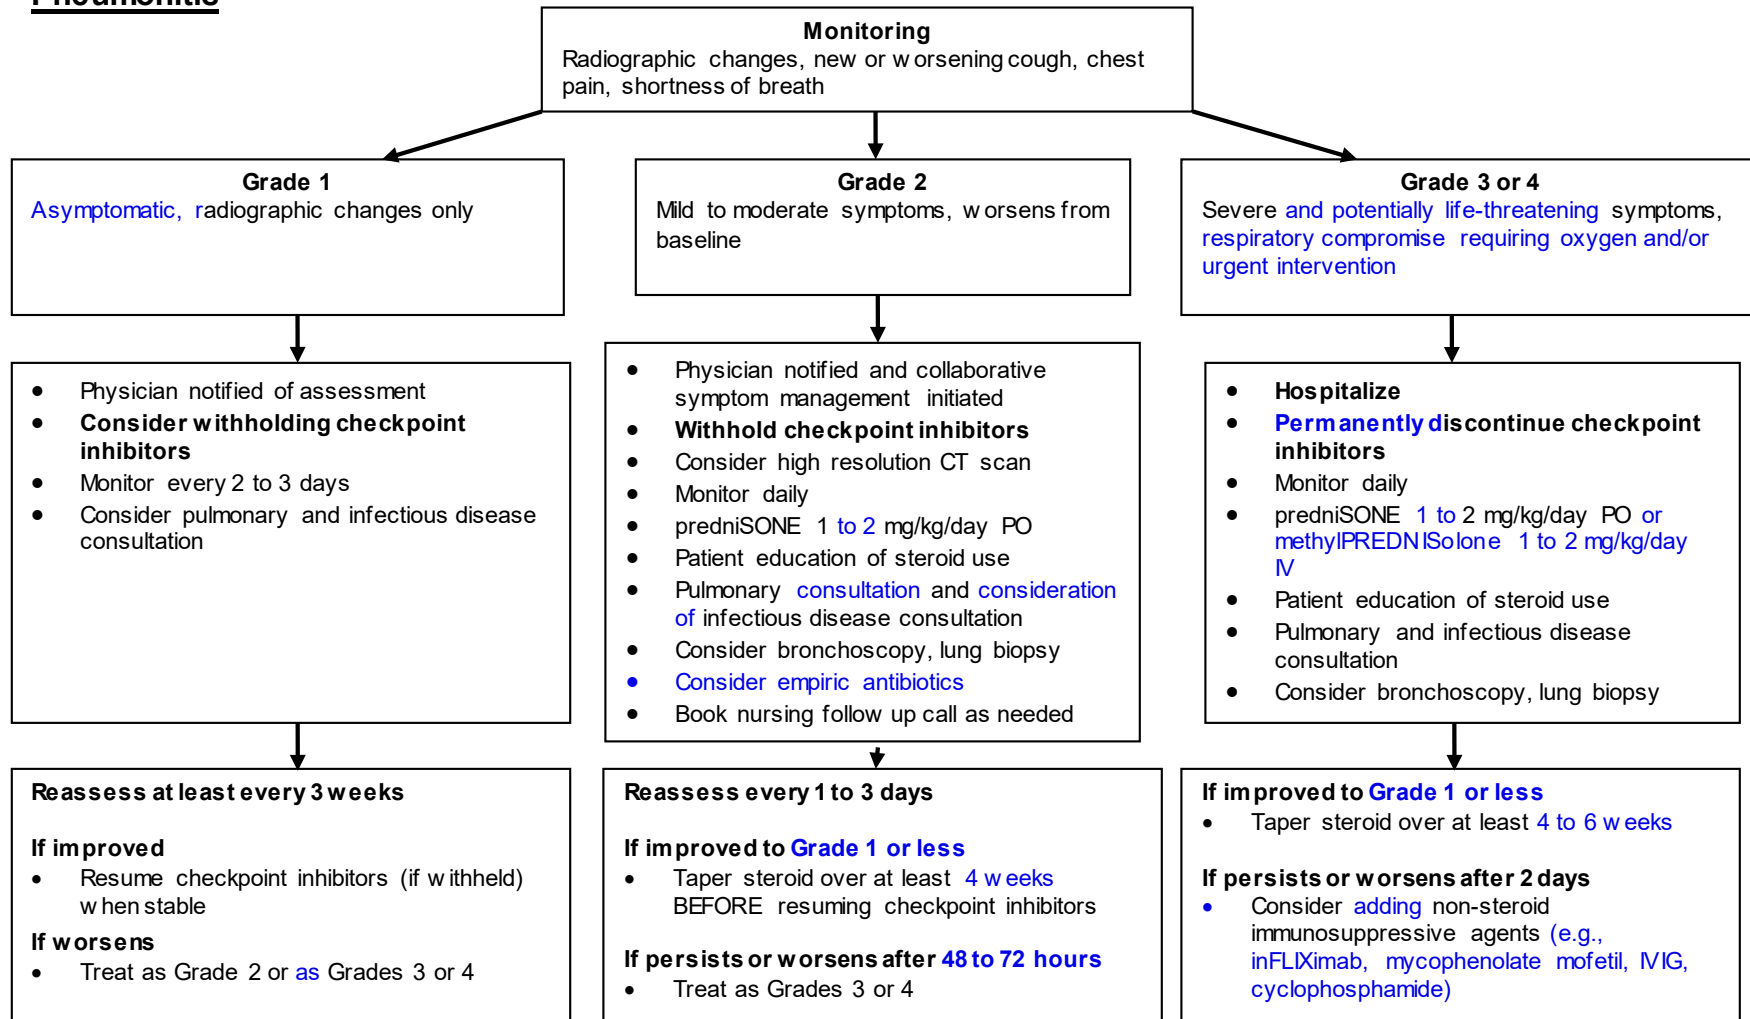 Pneumonitis
Monitoring
Radiographic changes, new or worsening cough, chest
pain, shortness of breath
Grade 1
Asymptomatic, radiographic changes only
Grade 2
Mild to moderate symptoms, worsens from
baseline
Grade 3 or 4
Severe and potentially life-threatening symptoms,
respiratory compromise requiring oxygen and/or
urgent intervention
• Physician notified of assessment
• Consider withholding checkpoint
inhibitors
• Monitor every 2 to 3 days
• Consider pulmonary and infectious disease
consultation
• Physician notified and collaborative
symptom management initiated
• Withhold checkpoint inhibitors
• Consider high resolution CT scan
• Monitor daily
• predniSONE 1 to 2 mg/kg/day PO
• Patient education of steroid use
• Pulmonary consultation and consideration
of infectious disease consultation
• Consider bronchoscopy, lung biopsy
• Consider empiric antibiotics
• Book nursing follow up call as needed
• Hospitalize
• Permanently discontinue checkpoint
inhibitors
• Monitor daily
• predniSONE 1 to 2 mg/kg/day PO or
methylPREDNISolone 1 to 2 mg/kg/day
IV
• Patient education of steroid use
• Pulmonary and infectious disease
consultation
• Consider bronchoscopy, lung biopsy
Reassess at least every 3 weeks
If improved
• Resume checkpoint inhibitors (if withheld)
when stable
If worsens
• Treat as Grade 2 or as Grades 3 or 4
Reassess every 1 to 3 days
If improved to Grade 1 or less
• Taper steroid over at least 4 weeks
BEFORE resuming checkpoint inhibitors
If persists or worsens after 48 to 72 hours
• Treat as Grades 3 or 4
If improved to Grade 1 or less
• Taper steroid over at least 4 to 6 weeks
If persists or worsens after 2 days
• Consider adding non-steroid
immunosuppressive agents (e.g.,
inFLIXimab, mycophenolate mofetil, IVIG,
cyclophosphamide)